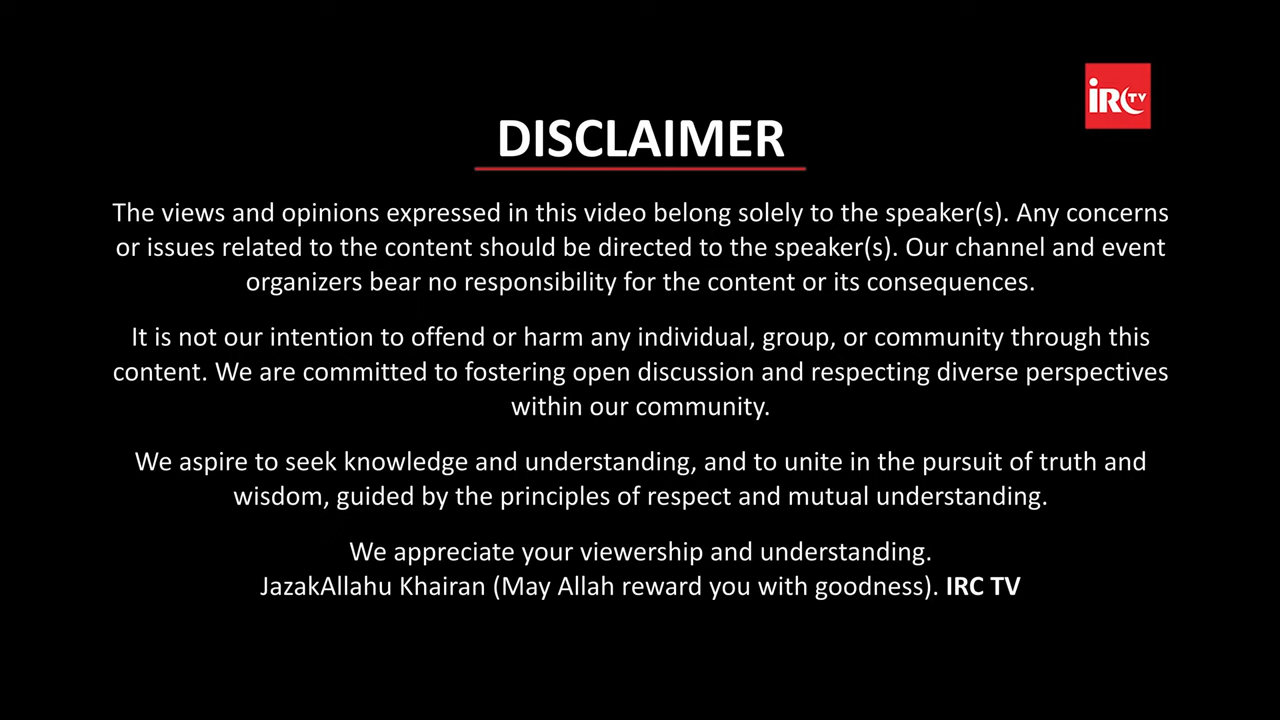 iRC TV
DISCLAIMER
The views and opinions expressed in this video belong solely to the speaker(s). Any concerns
or issues related to the content should be directed to the speaker(s). Our channel and event
organizers bear no responsibility for the content or its consequences.
It is not our intention to offend or harm any individual, group, or community through this
content. We are committed to fostering open discussion and respecting diverse perspectives
within our community.
We aspire to seek knowledge and understanding, and to unite in the pursuit of truth and
wisdom, guided by the principles of respect and mutual understanding.
We appreciate your viewership and understanding.
JazakAllahu Khairan (May Allah reward you with goodness). IRC TV